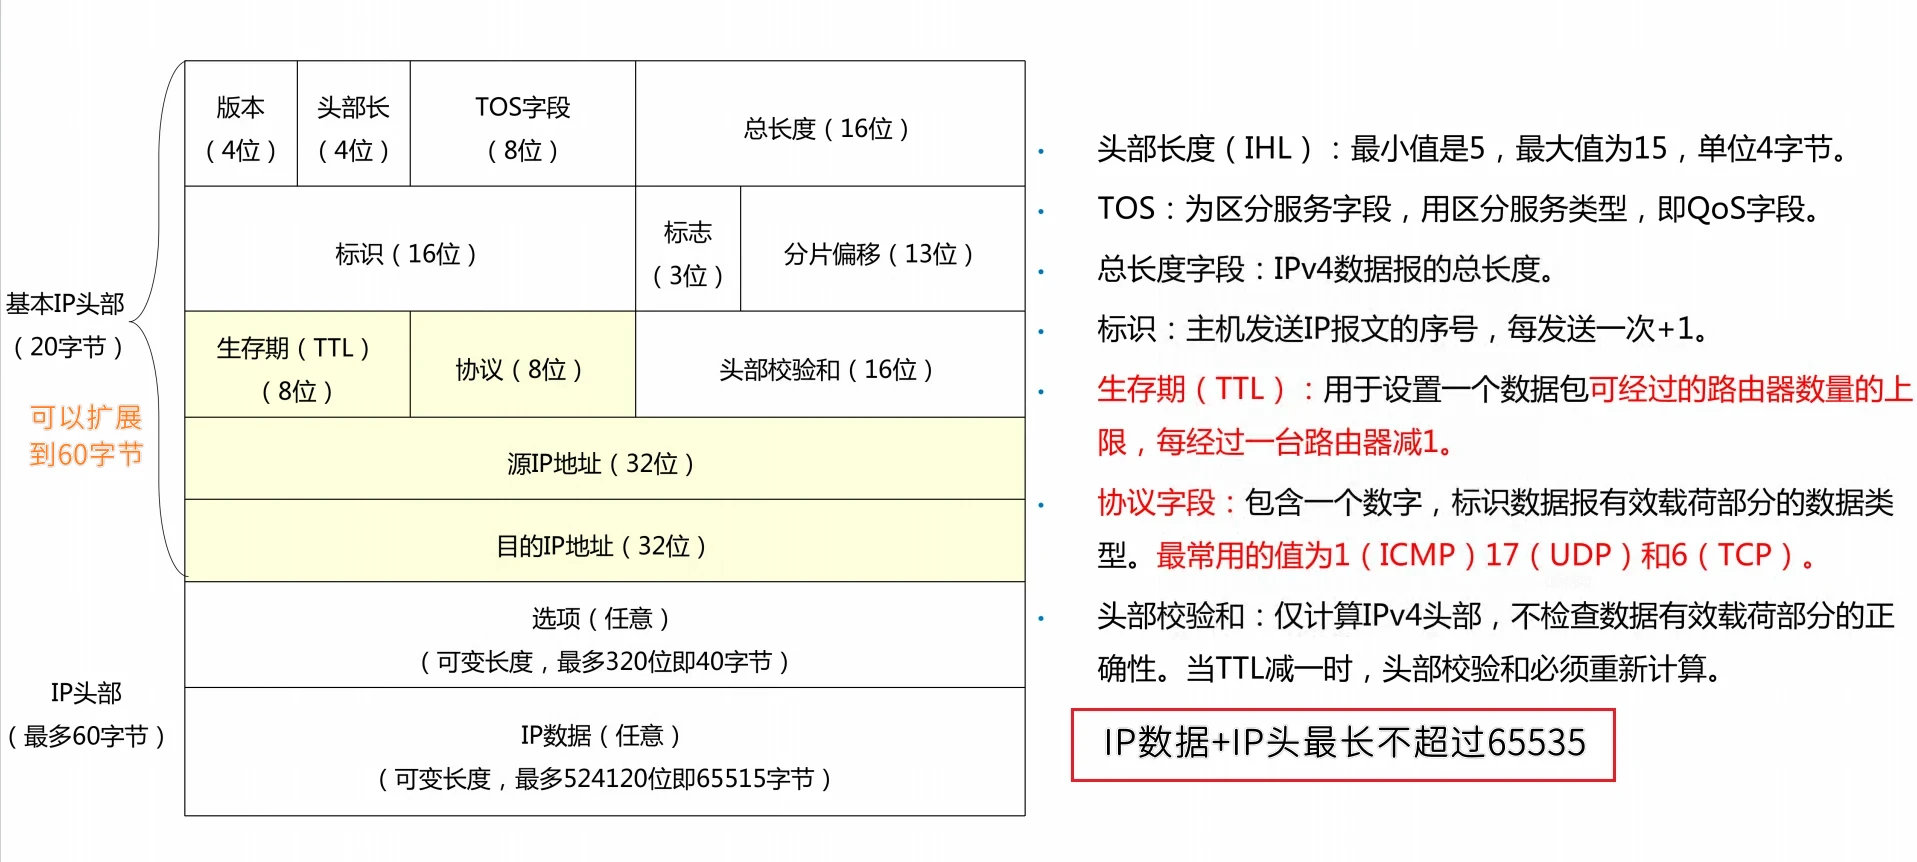 版本
（4位）
头部长
（4位）
TOS字段
（8位）
总长度（16位）
标识（16位）
标志
（3位）
分片偏移（13位）
基本IP头部
（20字节）
可以扩展
到60字节
生存期（TTL）
（8位）
协议（8位）
头部校验和（16位）
源IP地址（32位）
目的IP地址（32位）
选项（任意）
（可变长度，最多320位即40字节）
IP头部
（最多60字节）
IP数据（任意）
（可变长度，最多524120位即65515字节）
• 头部长度（IHL）：最小值是5，最大值为15，单位4字节。
• TOS：为区分服务字段，用区分服务类型，即QoS字段。
• 总长度字段：IPv4数据报的总长度。
• 标识：主机发送IP报文的序号，每发送一次+1。
• 生存期（TTL）：用于设置一个数据包可经过的路由器数量的上
限，每经过一台路由器减1。
• 协议字段：包含一个数字，标识数据报有效载荷部分的数据类
型。最常用的值为1（ICMP）17（UDP）和6（TCP）。
• 头部校验和：仅计算IPv4头部，不检查数据有效载荷部分的正
确性。当TTL减一时，头部校验和必须重新计算。
IP数据+IP头最长不超过65535